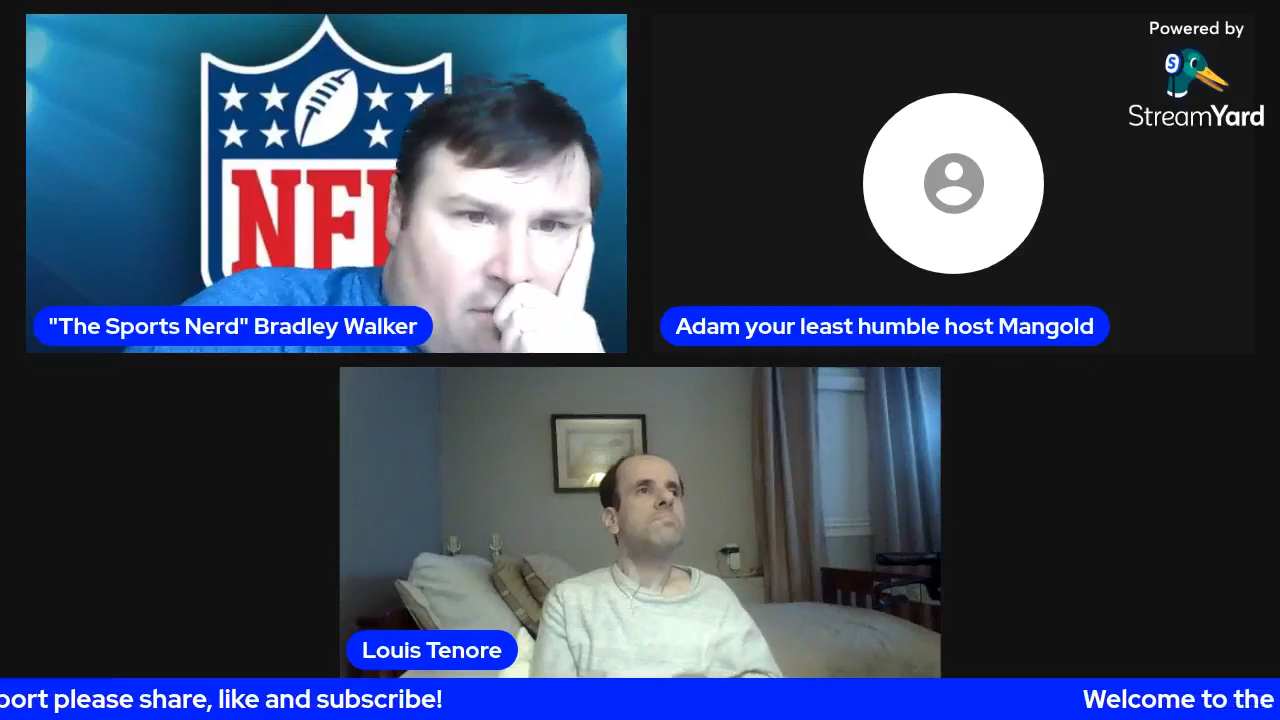 Powered by
StreamYard
S
NFL
"The Sports Nerd" Bradley Walker
Adam your least humble host Mangold
Louis Tenore
port please share, like and subscribe!
Welcome to the